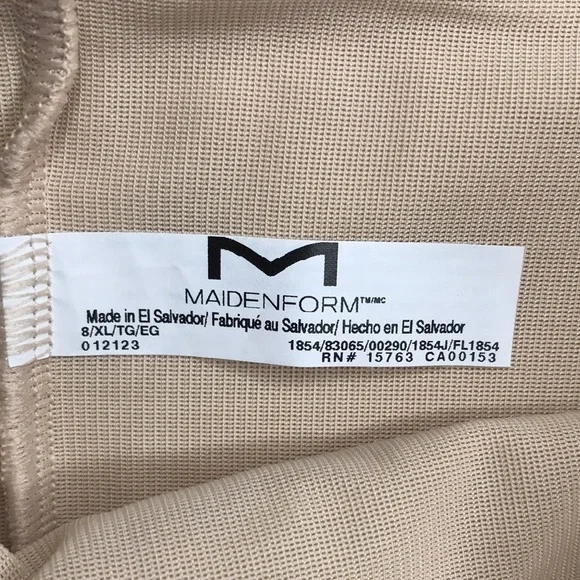 M
MAIDENFORM™/MC
Made in El Salvador/ Fabriqué au Salvador/ Hecho en El Salvador
8/XL/TG/EG
012123
1854/83065/00290/1854J/FL1854
RN# 15763 CA00153